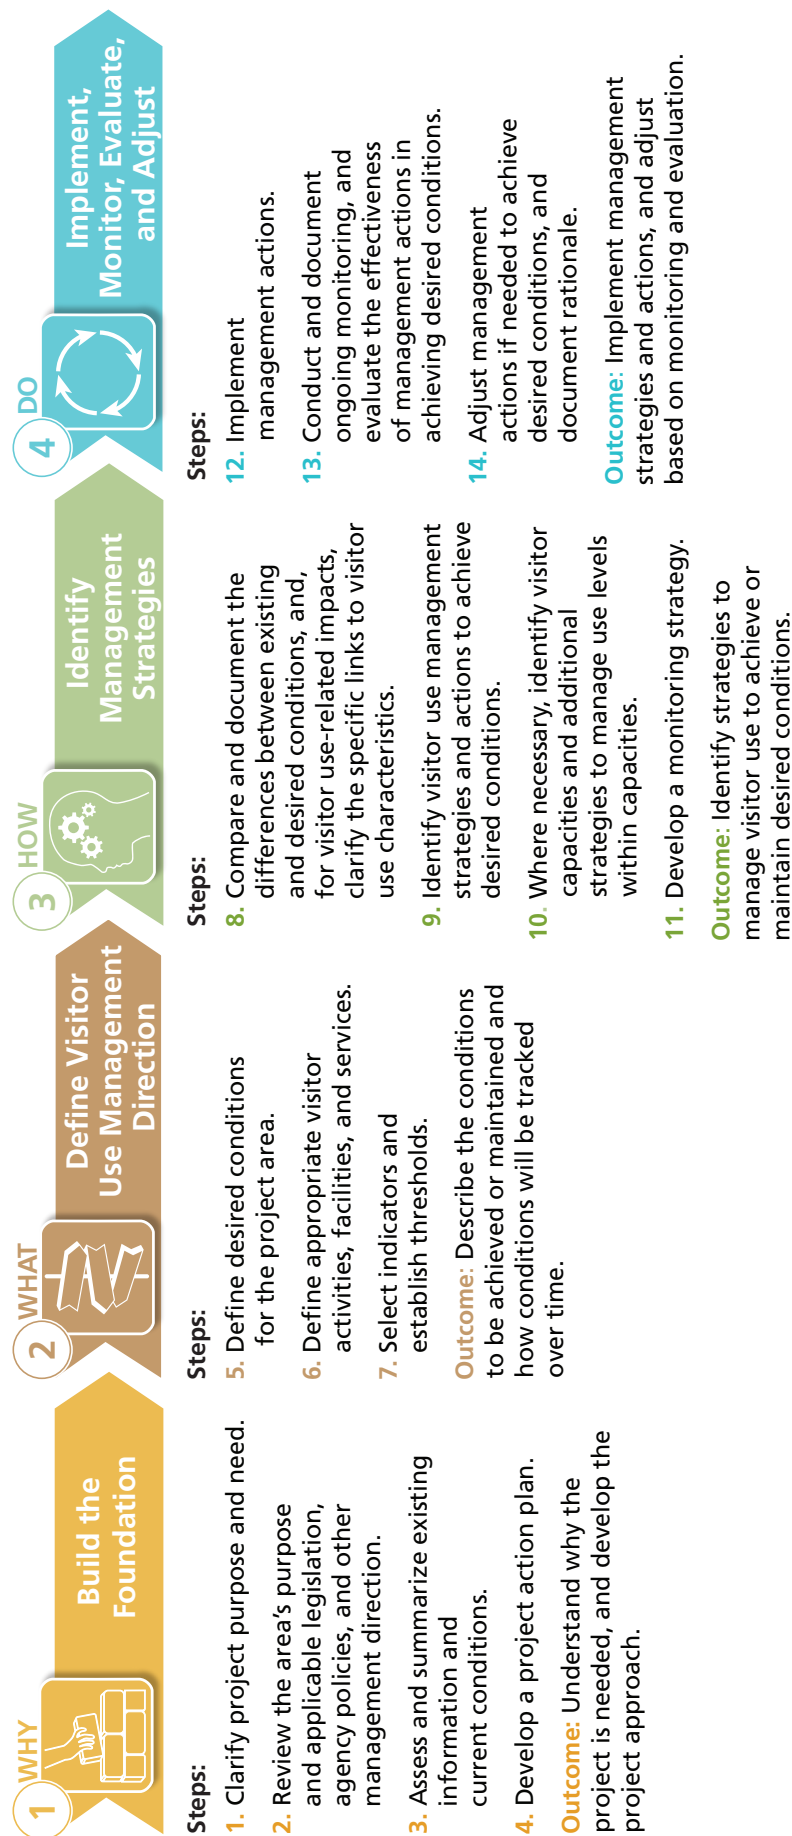 1
WHY
Build the
Foundation
Steps:
1. Clarify project purpose and need.
2. Review the area's purpose
and applicable legislation,
agency policies, and other
management direction.
3. Assess and summarize existing
information and
current conditions.
4. Develop a project action plan.
Outcome: Understand why the
project is needed, and develop the
project approach.
2
WHAT
Define Visitor
Use Management
Direction
Steps:
5. Define desired conditions
for the project area.
6. Define appropriate visitor
activities, facilities, and services.
7. Select indicators and
establish thresholds.
Outcome: Describe the conditions
to be achieved or maintained and
how conditions will be tracked
over time.
3
HOW
Identify
Management
Strategies
Steps:
8. Compare and document the
differences between existing
and desired conditions, and,
for visitor use-related impacts,
clarify the specific links to visitor
use characteristics.
9. Identify visitor use management
strategies and actions to achieve
desired conditions.
10. Where necessary, identify visitor
capacities and additional
strategies to manage use levels
within capacities.
11. Develop a monitoring strategy.
Outcome: Identify strategies to
manage visitor use to achieve or
maintain desired conditions.
4
DO
Implement,
Monitor, Evaluate,
and Adjust
Steps:
12. Implement
management actions.
13. Conduct and document
ongoing monitoring, and
evaluate the effectiveness
of management actions in
achieving desired conditions.
14. Adjust management
actions if needed to achieve
desired conditions, and
document rationale.
Outcome: Implement management
strategies and actions, and adjust
based on monitoring and evaluation.